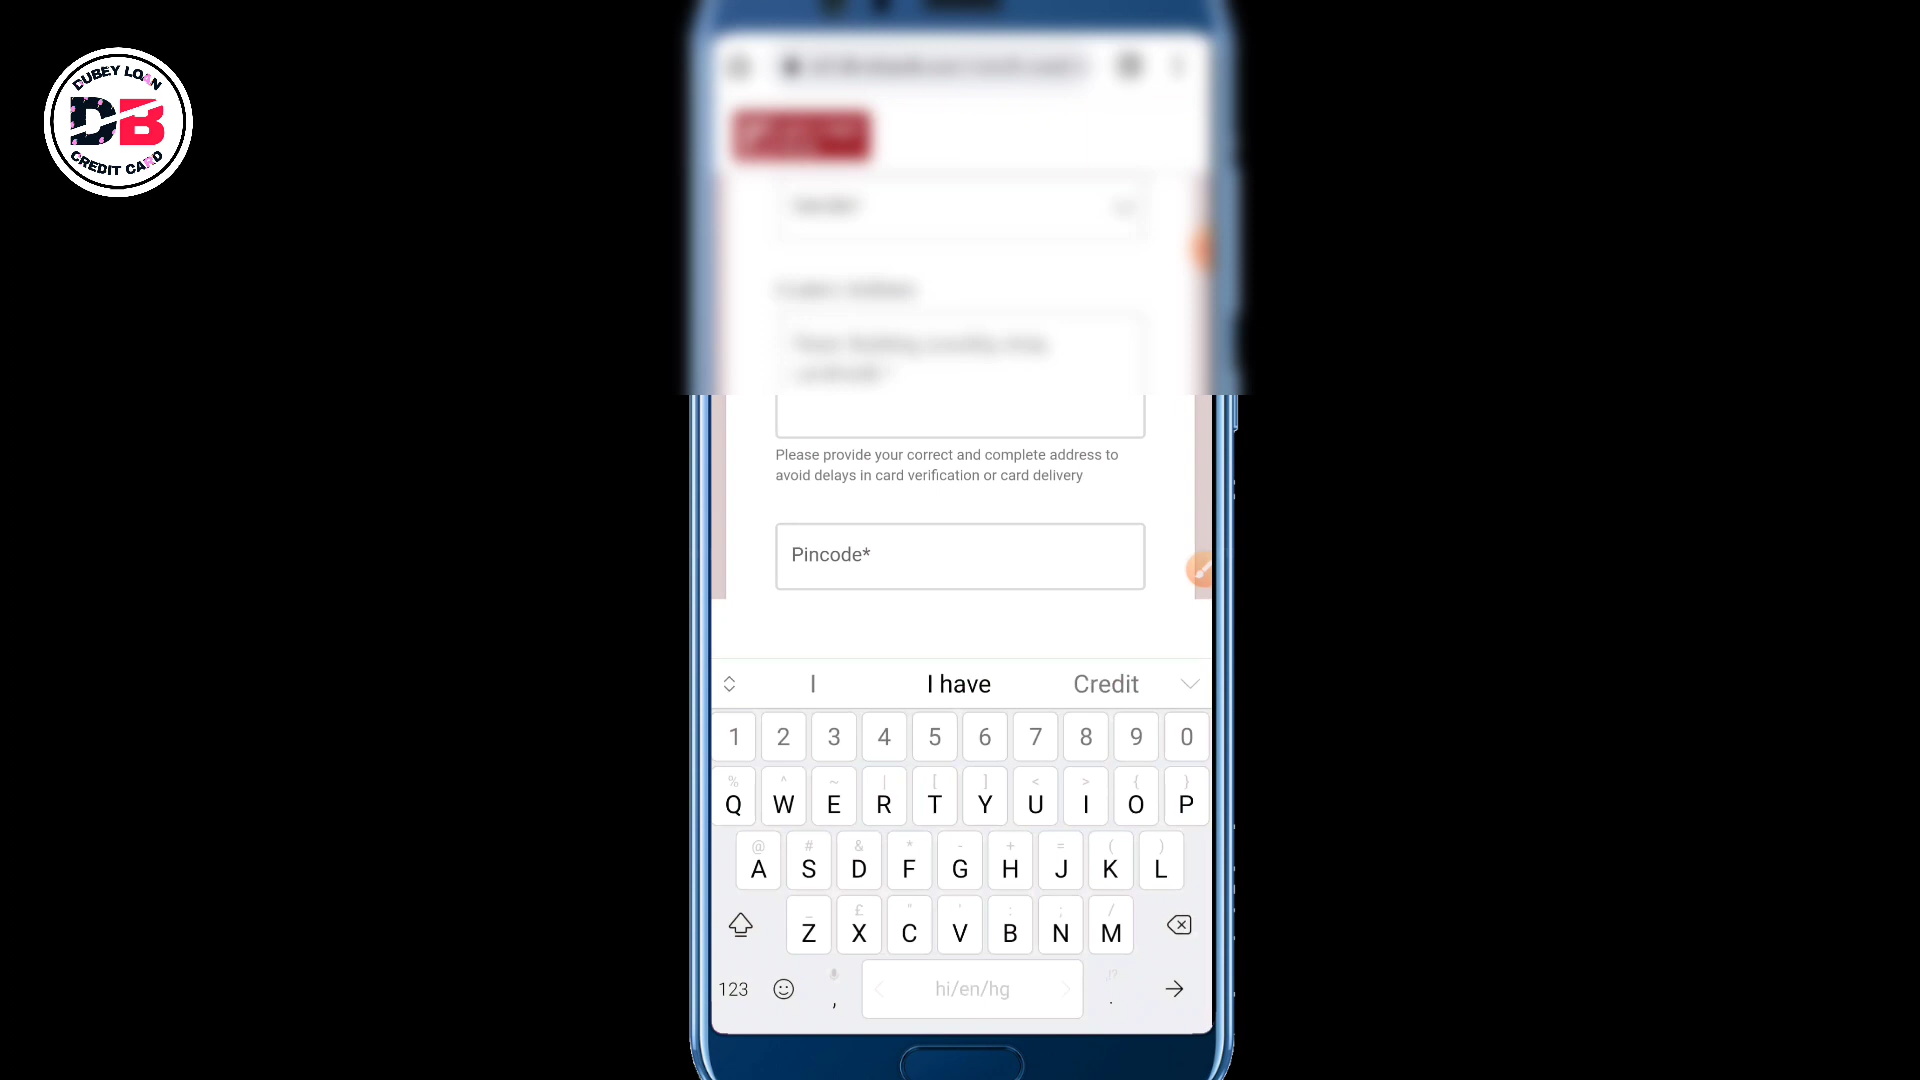 DUBEY LOAN
DB
CREDIT CARD
Please provide your correct and complete address to
avoid delays in card verification or card delivery
Pincode*
I I have Credit
1 2 3 4 5 6 7 8 9 0
% ^ ~ | [ ] < > { }
Q W E R T Y U I O P
@ # & * - + = ( )
A S D F G H J K L
_ £ " ' : ; /
Z X C V B N M
123 , hi/en/hg .